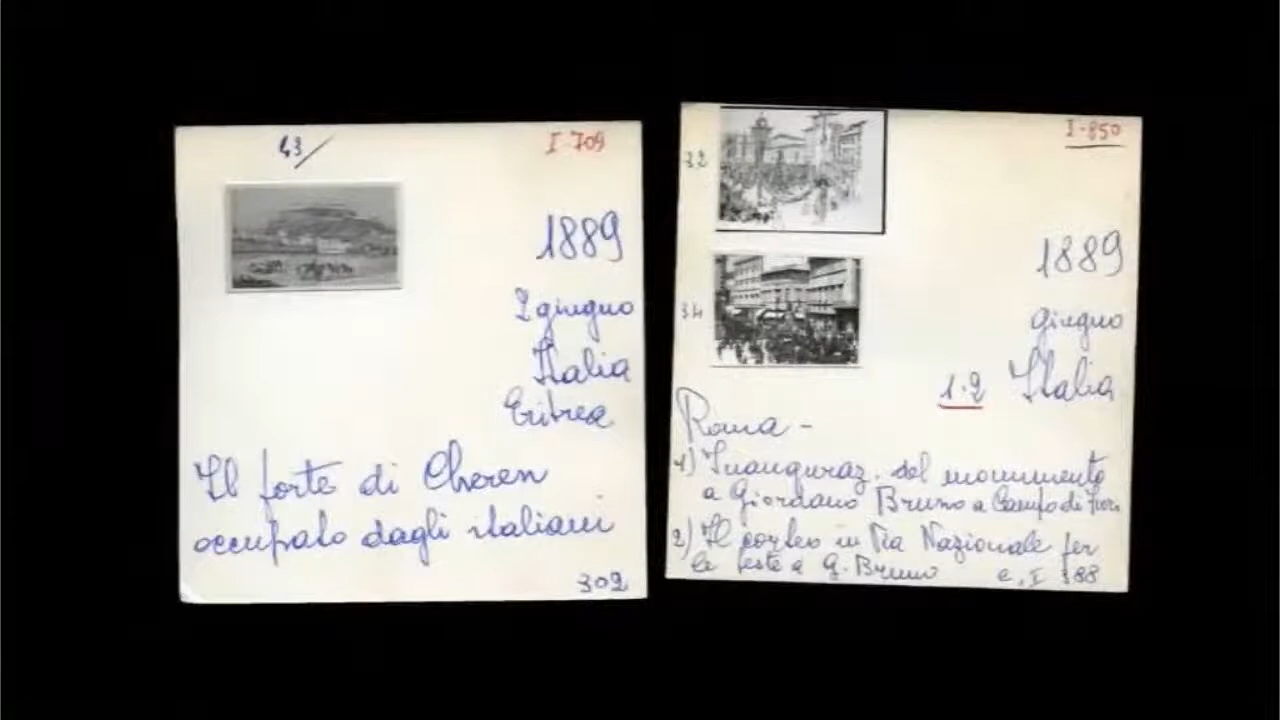 43/
I-709
1889
2 giugno
Italia
Eritrea
Il forte di Cheren
occupato dagli italiani
302
I-850
32
34
1889
giugno
1-2 Italia
Roma -
1) Inauguraz. del monumento
a Giordano Bruno a Campo de Fiori
2) Il corteo in Via Nazionale per
le feste a G. Bruno